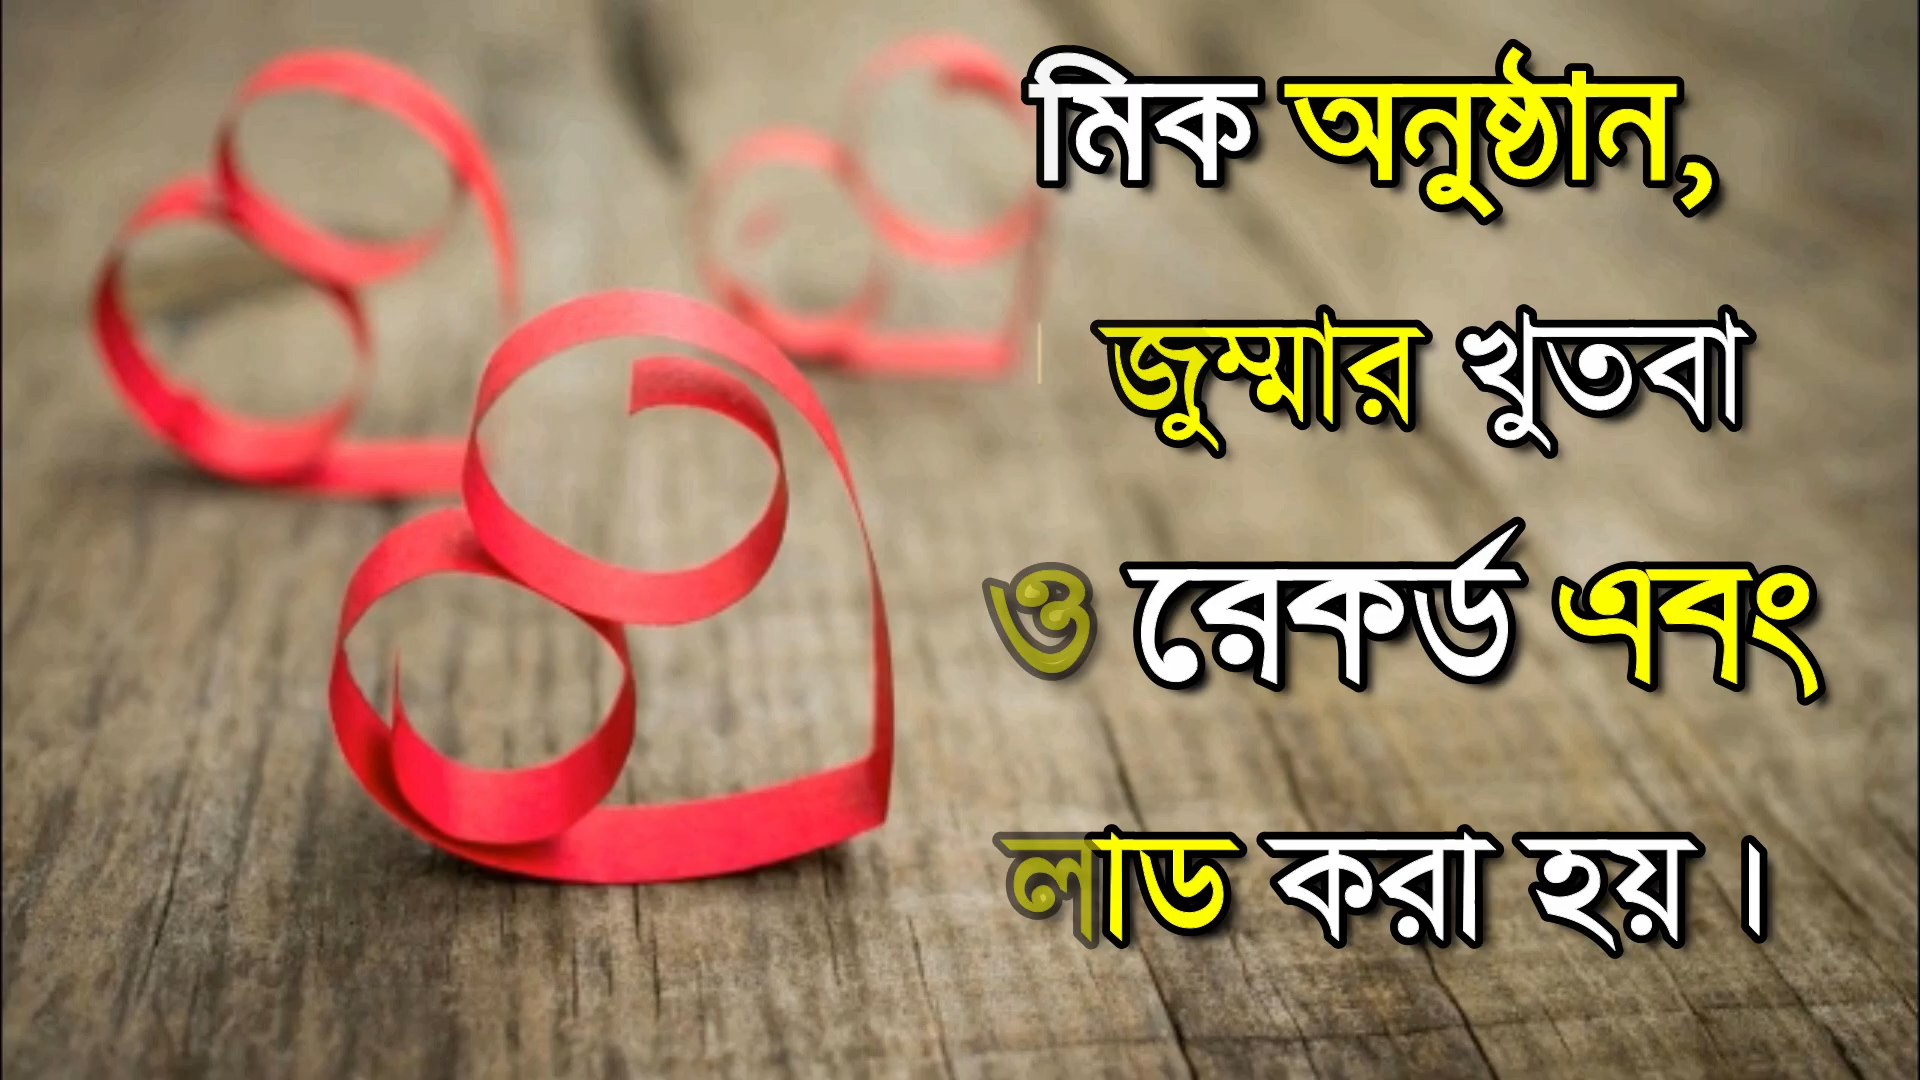 মিক অনুষ্ঠান,
জুম্মার খুতবা
ও রেকর্ড এবং
লাড করা হয়।